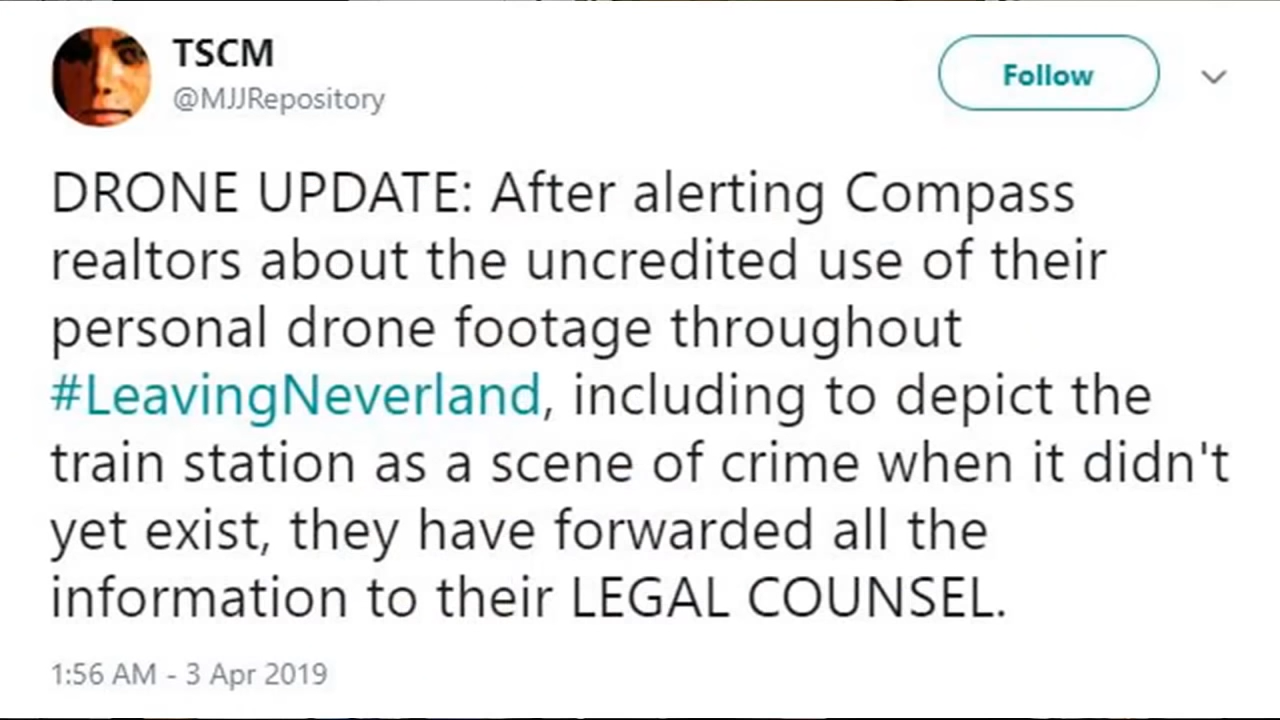 TSCM
@MJJRepository
Follow
DRONE UPDATE: After alerting Compass
realtors about the uncredited use of their
personal drone footage throughout
#LeavingNeverland, including to depict the
train station as a scene of crime when it didn't
yet exist, they have forwarded all the
information to their LEGAL COUNSEL.
1:56 AM - 3 Apr 2019